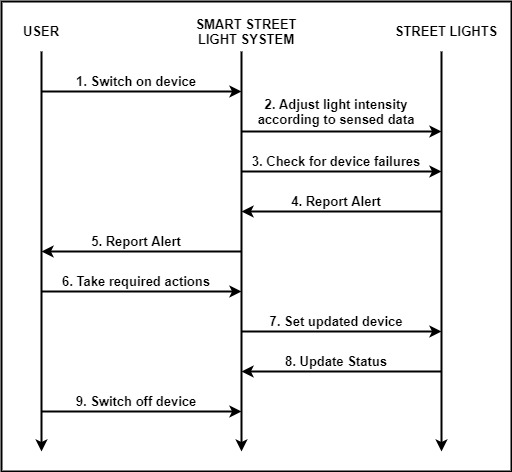 USER
SMART STREET
LIGHT SYSTEM
STREET LIGHTS
1. Switch on device
2. Adjust light intensity
according to sensed data
3. Check for device failures
4. Report Alert
5. Report Alert
6. Take required actions
7. Set updated device
8. Update Status
9. Switch off device